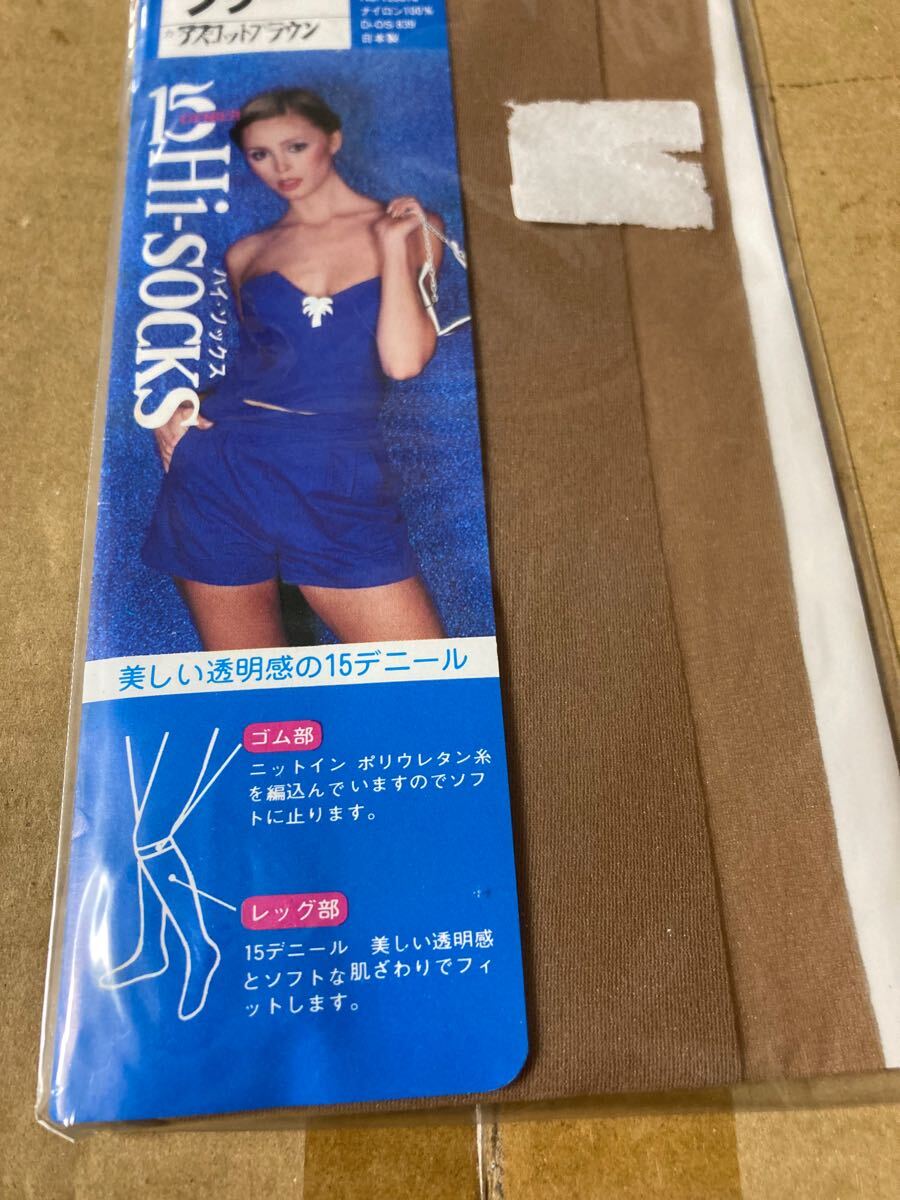 アスコットブラウン
ナイロン100%
D-OS 839
日本製
15
DENIER
Hi-SOCKS
ハイ・ソックス
美しい透明感の15デニール
ゴム部
ニットイン ポリウレタン糸
を編込んでいますのでソフ
トに止ります。
レッグ部
15デニール 美しい透明感
とソフトな肌ざわりでフィ
ットします。